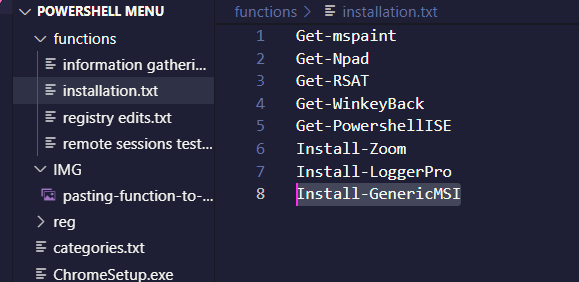 POWERSHELL MENU
functions
information gatheri...
installation.txt
registry edits.txt
remote sessions test...
IMG
pasting-function-to-...
reg
categories.txt
ChromeSetup.exe
functions > installation.txt
1 Get-mspaint
2 Get-Npad
3 Get-RSAT
4 Get-WinkeyBack
5 Get-PowershellISE
6 Install-Zoom
7 Install-LoggerPro
8 Install-GenericMSI